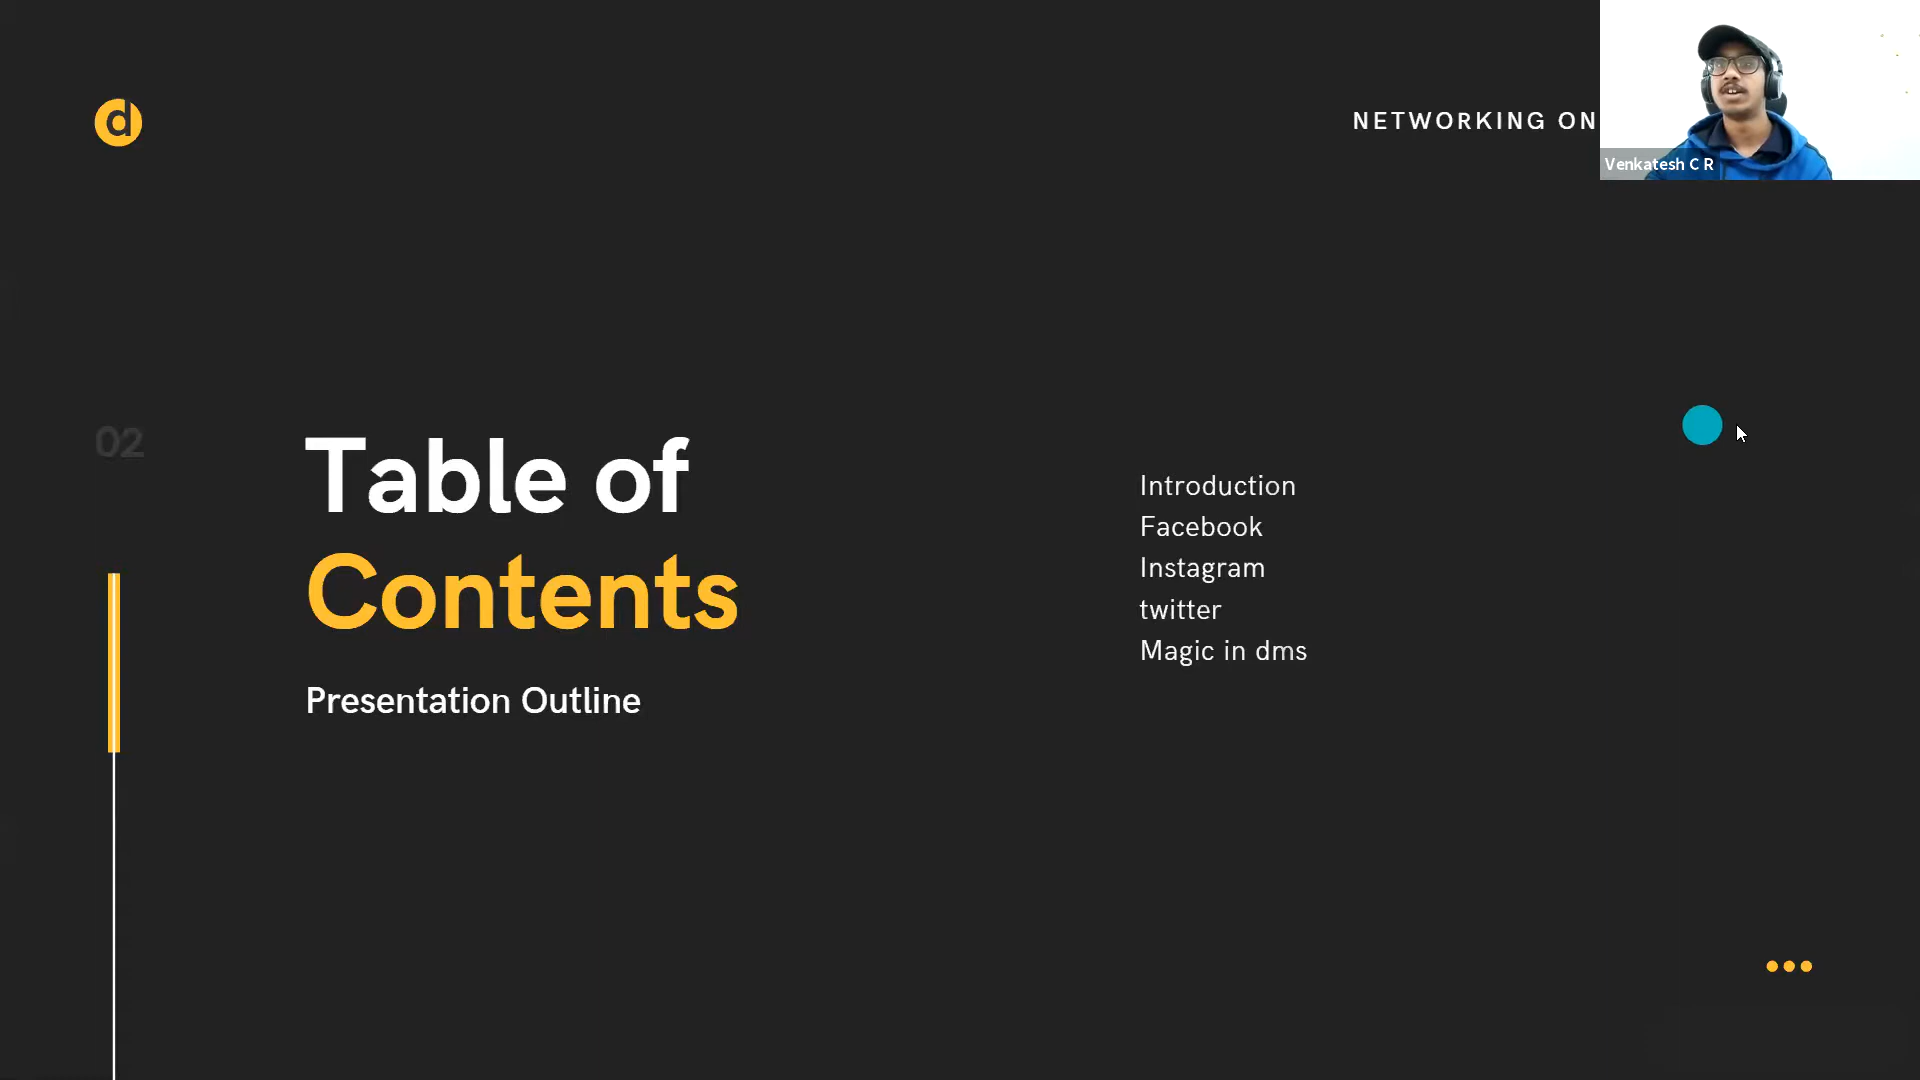 d
NETWORKING ON
Venkatesh C R
02
Table of
Contents
Presentation Outline
Introduction
Facebook
Instagram
twitter
Magic in dms